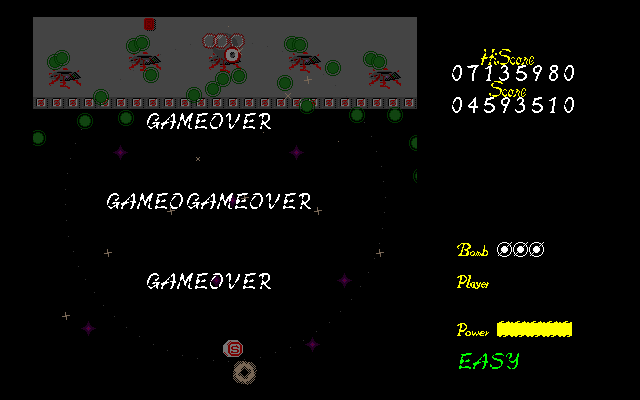 HiScore
07135980
Score
04593510
GAMEOVER
GAMEOGAMEOVER
GAMEOVER
Bomb
Player
S
Power
EASY